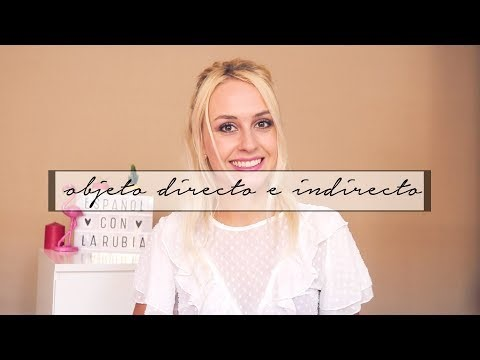 objeto directo e indirecto
ESPAÑOL
CON
LA RUBIA